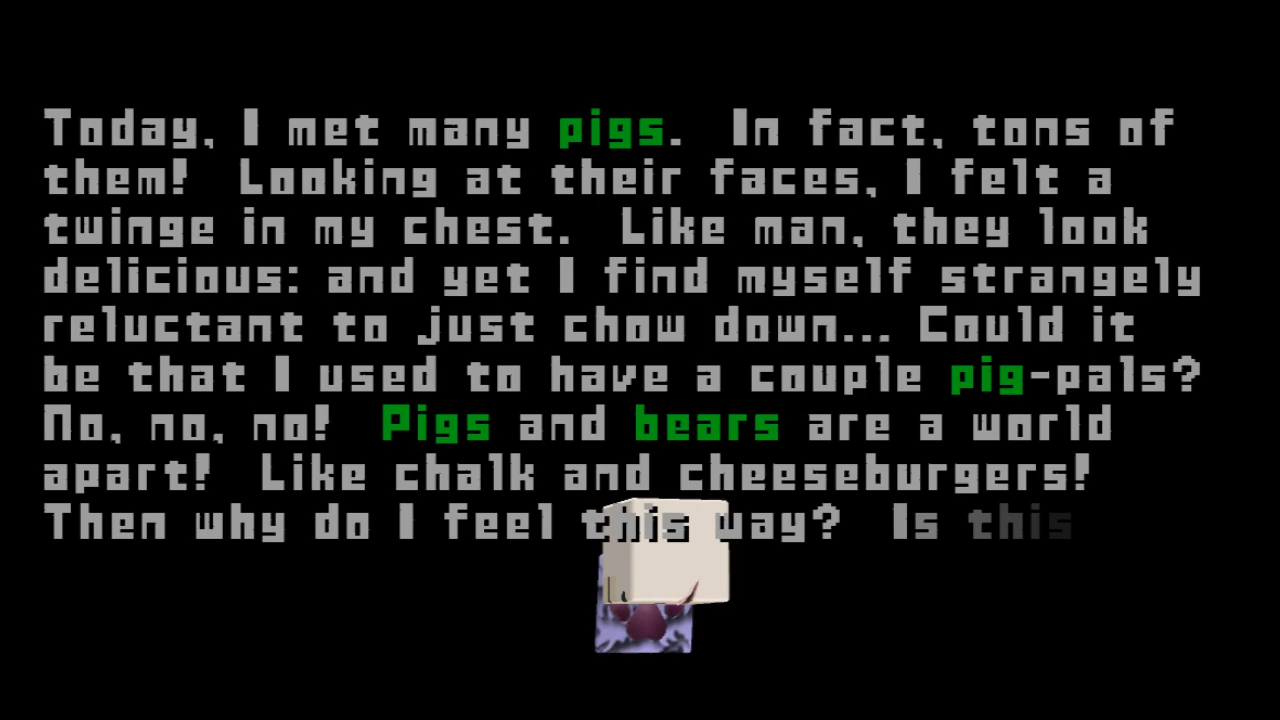 Today, I met many pigs.  In fact, tons of
them!  Looking at their faces, I felt a
twinge in my chest.  Like man, they look
delicious: and yet I find myself strangely
reluctant to just chow down... Could it
be that I used to have a couple pig-pals?
No, no, no!  Pigs and bears are a world
apart!  Like chalk and cheeseburgers!
Then why do I feel this way?  Is this